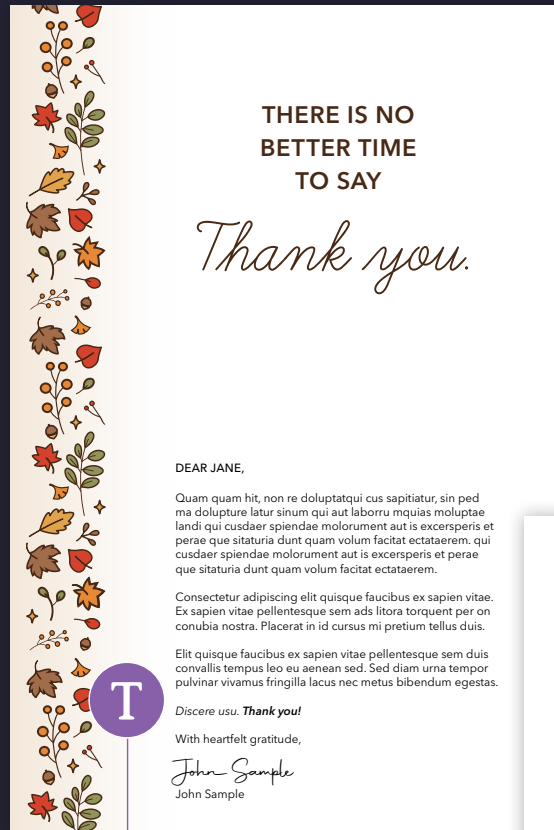 THERE IS NO
BETTER TIME
TO SAY
Thank you.
DEAR JANE,
Quam quam hit, non re doluptatqui cus sapitiatur, sin ped
ma dolupture latur sinum qui aut laborru mquias moluptae
landi qui cusdaer spiendae molorument aut is excersperis et
perae que sitaturia dunt quam volum facitat ectataerem. qui
cusdaer spiendae molorument aut is excersperis et perae
que sitaturia dunt quam volum facitat ectataerem.
Consectetur adipiscing elit quisque faucibus ex sapien vitae.
Ex sapien vitae pellentesque sem ads litora torquent per on
conubia nostra. Placerat in id cursus mi pretium tellus duis.
Elit quisque faucibus ex sapien vitae pellentesque sem duis
convallis tempus leo eu aenean sed. Sed diam urna tempor
pulvinar vivamus fringilla lacus nec metus bibendum egestas.
Discere usu. Thank you!
With heartfelt gratitude,
John Sample
John Sample
T